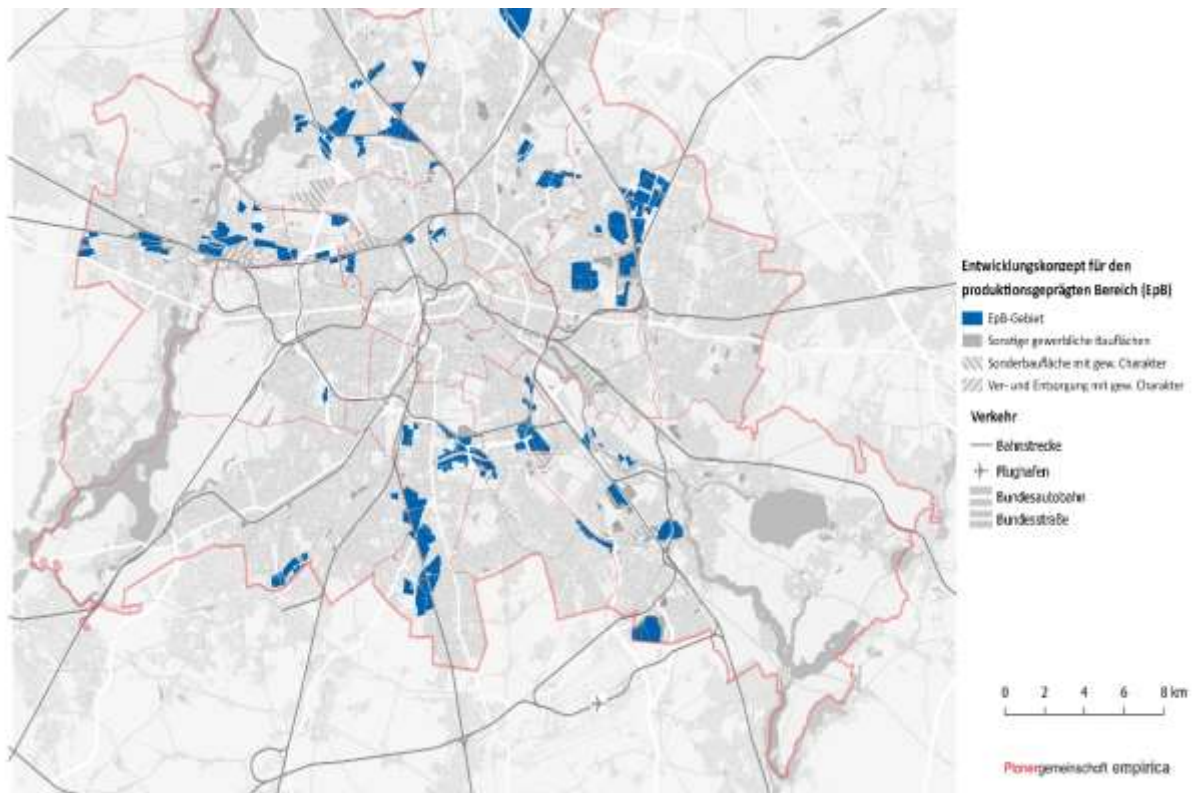 Entwicklungskonzept für den
produktionsgeprägten Bereich (EpB)
EpB-Gebiet
Sonstige gewerbliche Bauflächen
Sonderbaufläche mit gew. Charakter
Ver- und Entsorgung mit gew. Charakter
Verkehr
Bahnstrecke
Flughafen
Bundesautobahn
Bundesstraße
0 2 4 6 8 km
Planergemeinschaft empirica